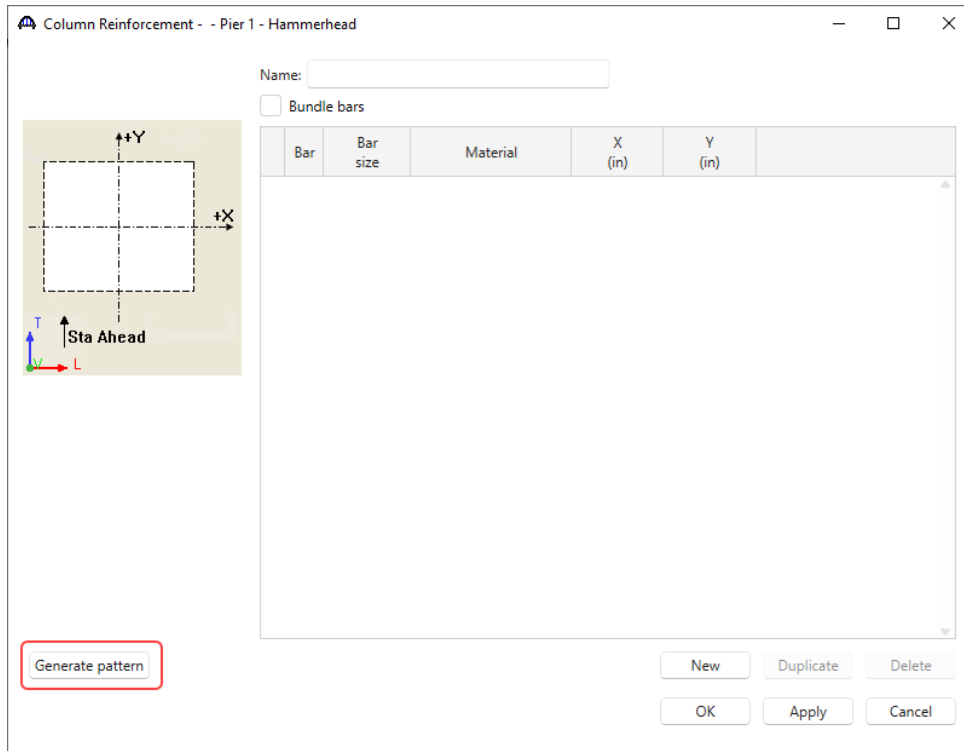 Column Reinforcement - - Pier 1 - Hammerhead
Name:
Bundle bars
Bar
Bar size
Material
X (in)
Y (in)
+Y
+X
Sta Ahead
T
V
L
Generate pattern
New
Duplicate
Delete
OK
Apply
Cancel